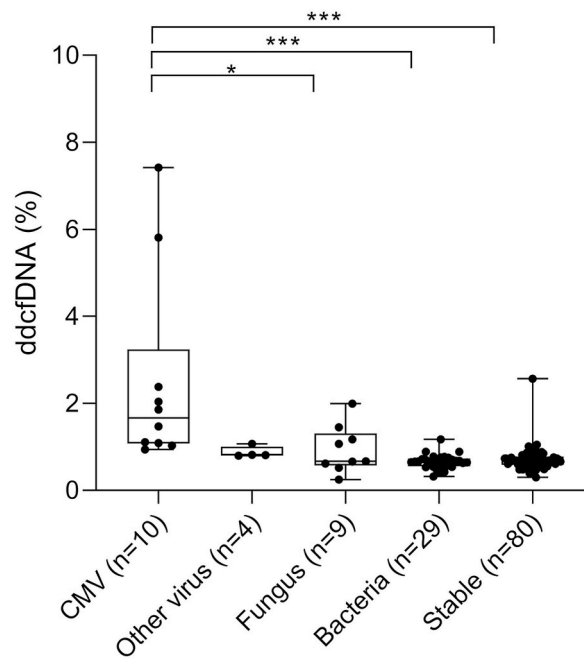 ***
***
*
10
8
6
4
2
0
ddcfDNA (%)
CMV (n=10)
Other virus (n=4)
Fungus (n=9)
Bacteria (n=29)
Stable (n=80)